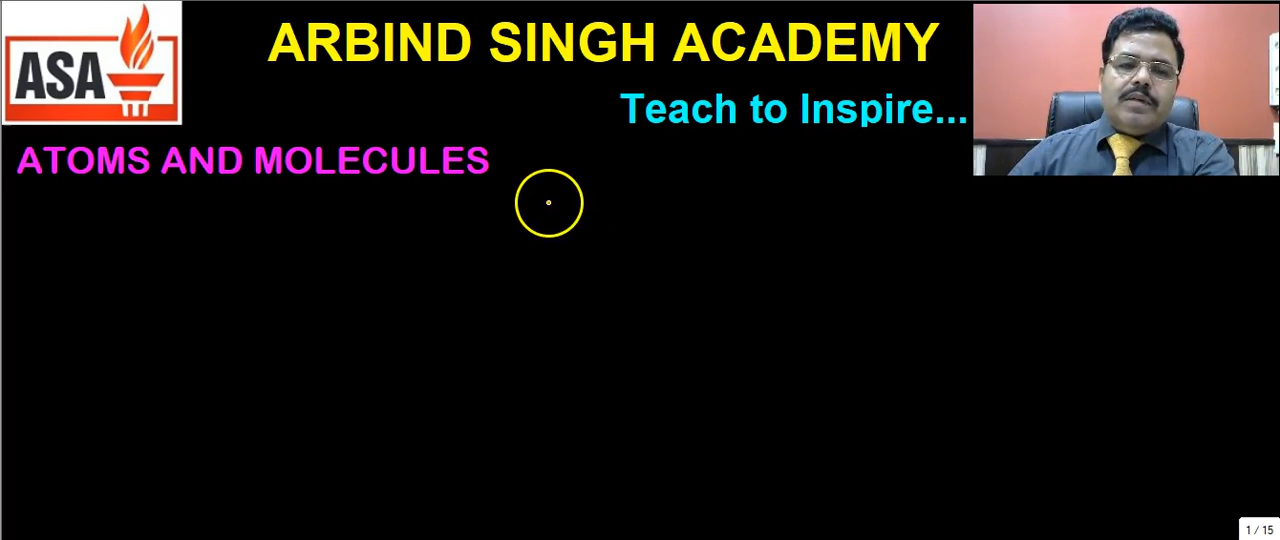 ARBIND SINGH ACADEMY
ASA
Teach to Inspire...
ATOMS AND MOLECULES
1 / 15